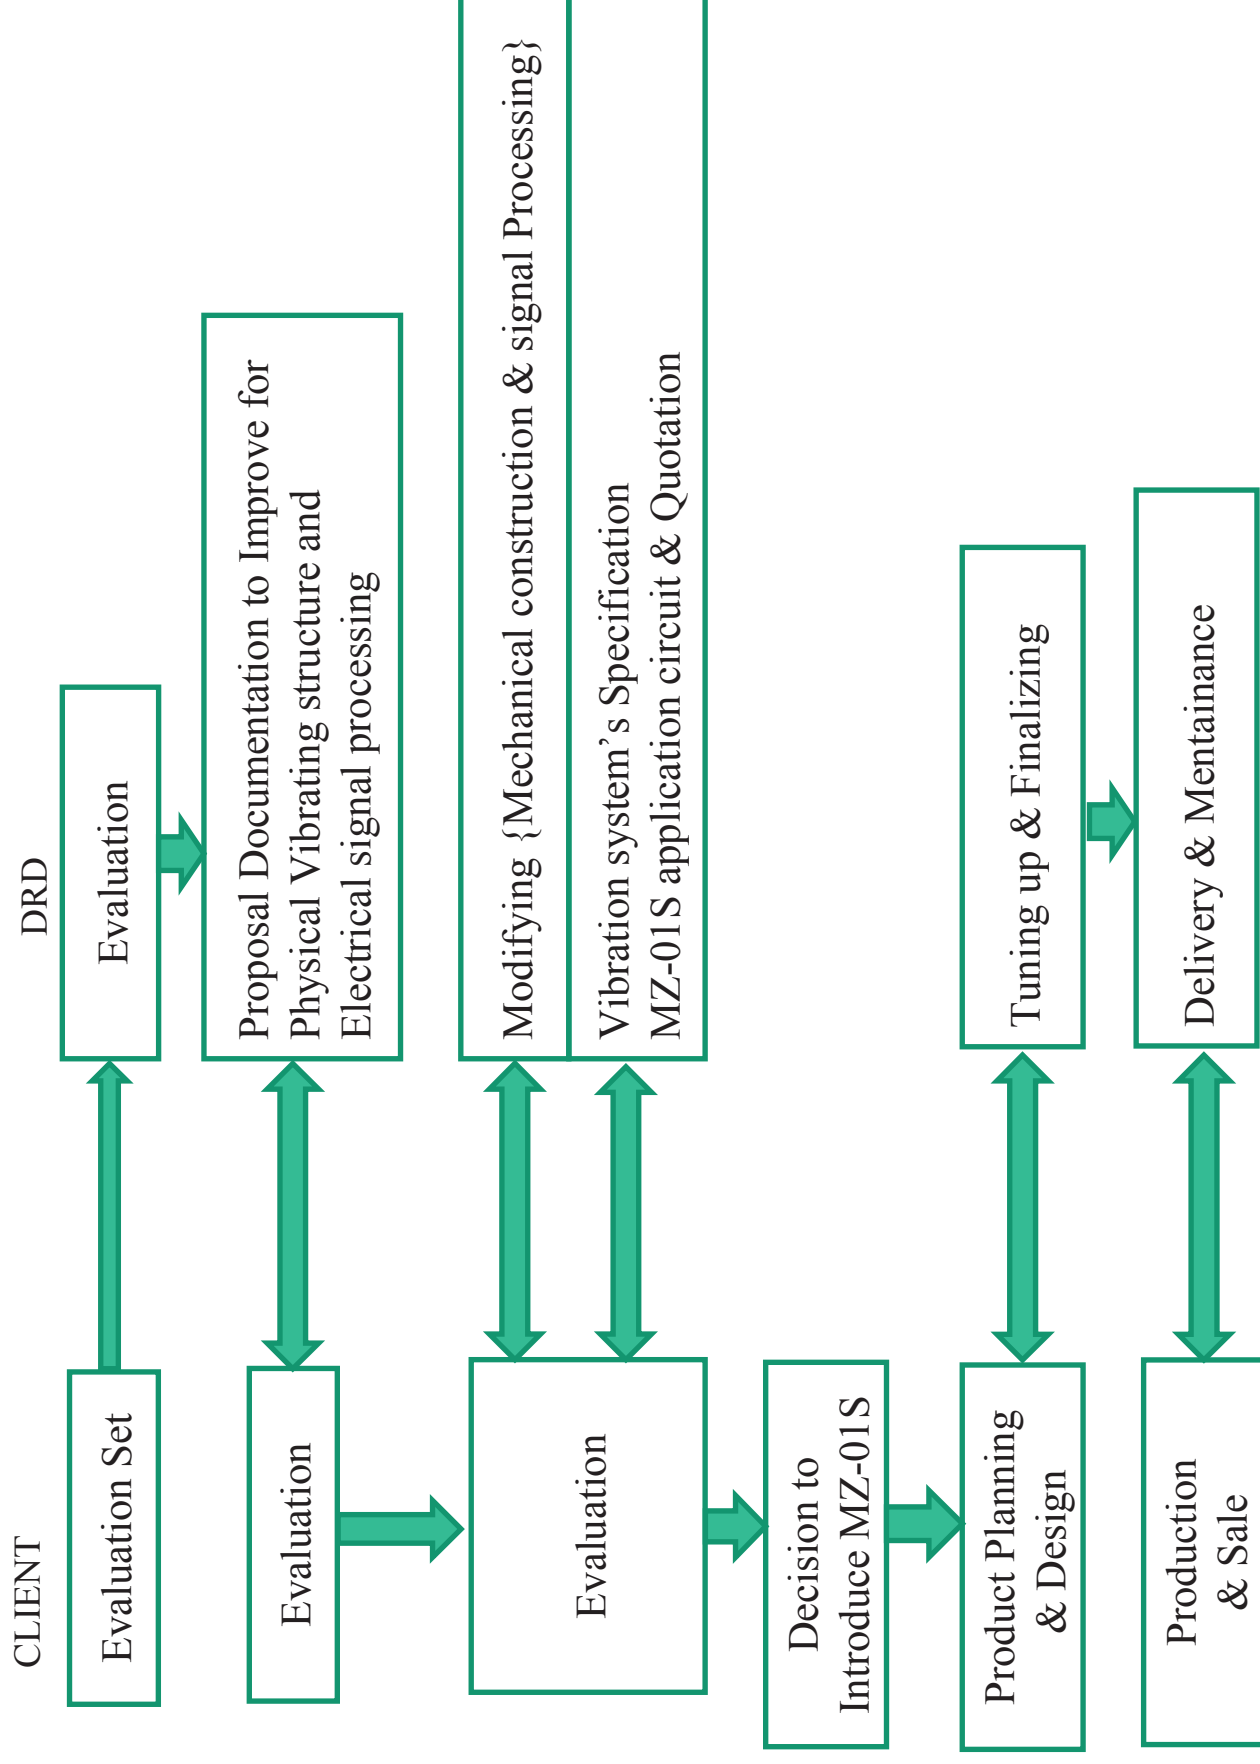 CLIENT
DRD
Evaluation Set
Evaluation
Evaluation
Proposal Documentation to Improve for
Physical Vibrating structure and
Electrical signal processing
Evaluation
Modifying {Mechanical construction & signal Processing}
Vibration system’s Specification
MZ-01S application circuit & Quotation
Decision to
Introduce MZ-01S
Product Planning
& Design
Tuning up & Finalizing
Production
& Sale
Delivery & Mentainance